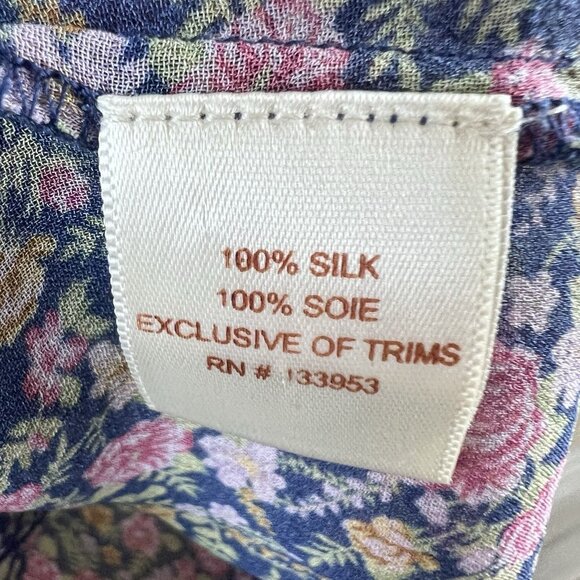 100% SILK
100% SOIE
EXCLUSIVE OF TRIMS
RN # 133953